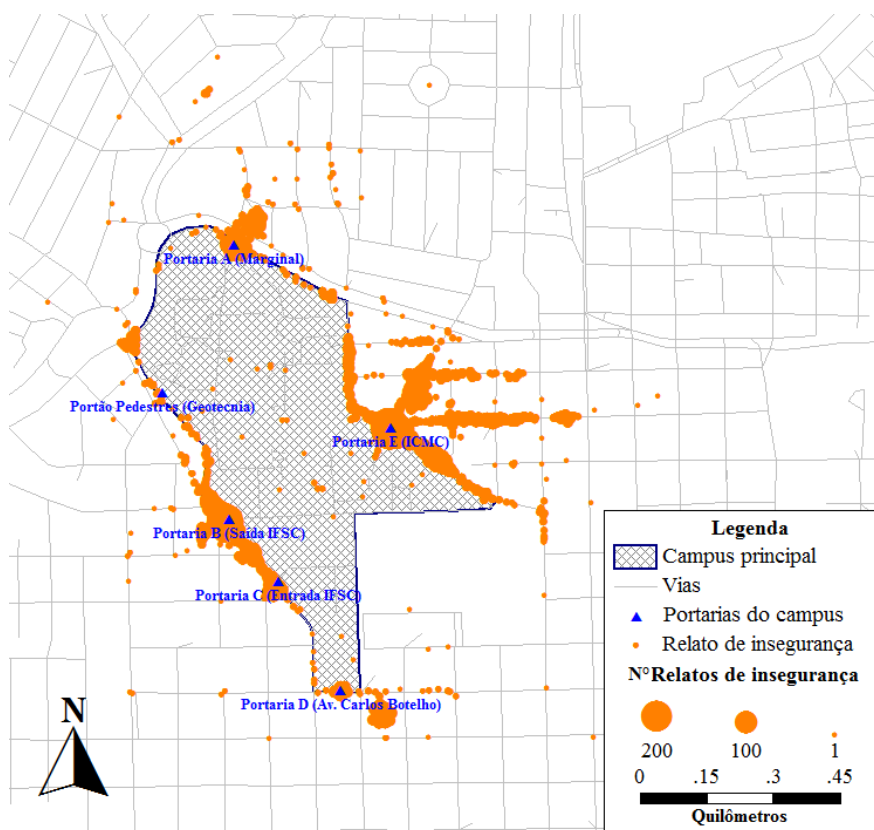 Portaria A (Marginal)
Portão Pedestres (Geotecnia)
Portaria E (ICMC)
Portaria B (Saída IFSC)
Portaria C (Entrada IFSC)
Portaria D (Av. Carlos Botelho)
N
Legenda
Campus principal
Vias
Portarias do campus
Relato de insegurança
N°Relatos de insegurança
200 100 1
0 .15 .3 .45
Quilômetros